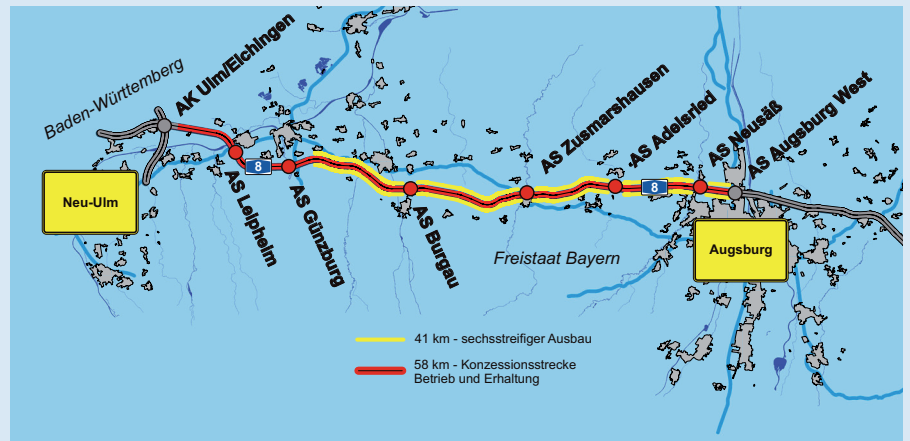 Baden-Württemberg
AK Ulm/Elchingen
AS Zusmarshausen
AS Adelsried
AS Neusäß
AS Augsburg West
8
8
Neu-Ulm
AS Leipheim
AS Günzburg
AS Burgau
Freistaat Bayern
Augsburg
41 km - sechsstreifiger Ausbau
58 km - Konzessionsstrecke
Betrieb und Erhaltung